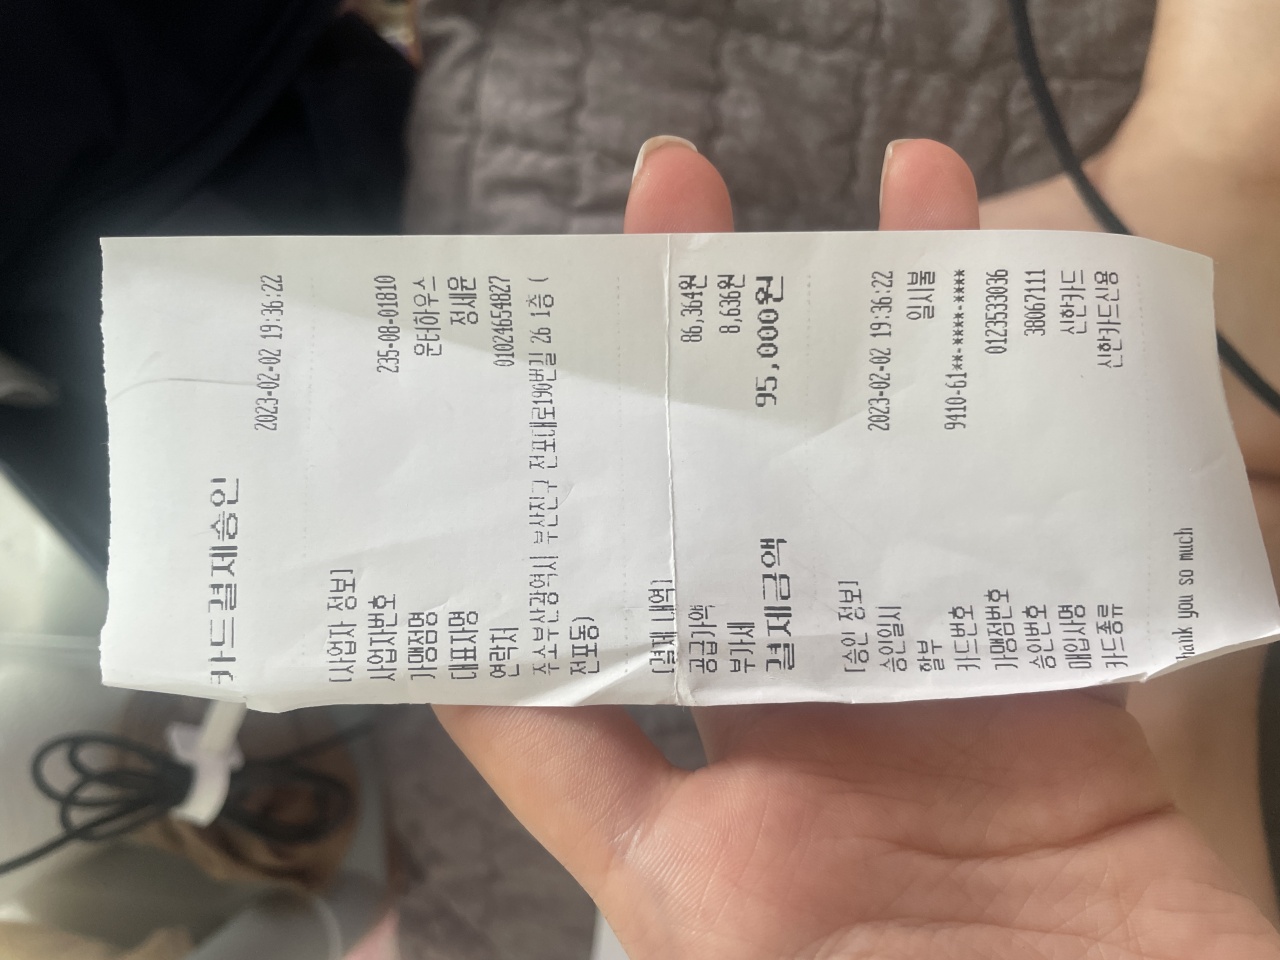 카드결제승인
2023-02-02 19:36:22
[사업자 정보]
사업자번호 235-08-01810
가맹점명 운터하우스
대표자명 정세윤
연락처 01024654827
주부산광역시 부산진구 전포대로190번길 26 1층 (
전포동)
[결제 내역]
공급가액 86,364원
부가세 8,636원
결제금액 95,000원
[승인 정보]
승인일시 2023-02-02 19:36:22
할부 일시불
카드번호 9410-61**-****-****
가맹점번호 0123533036
승인번호 38067111
매입사명 신한카드
카드종류 신한카드신용
hank you so much